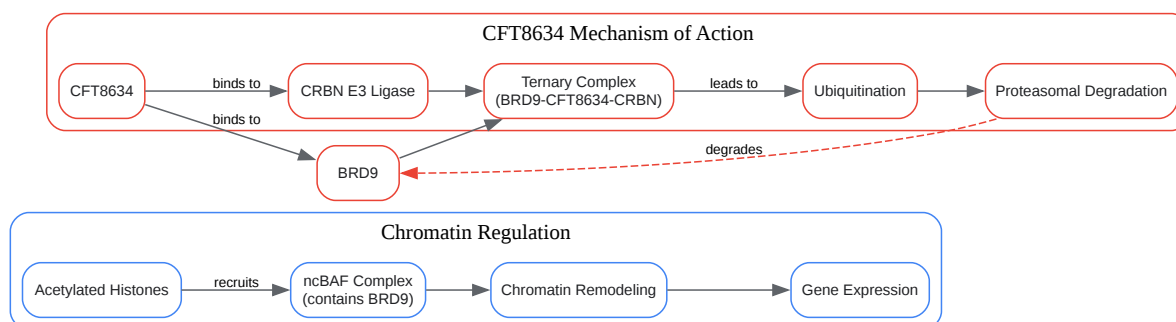 CFT8634 Mechanism of Action
CFT8634
binds to
CRBN E3 Ligase
Ternary Complex
(BRD9-CFT8634-CRBN)
leads to
Ubiquitination
Proteasomal Degradation
binds to
BRD9
degrades
Chromatin Regulation
Acetylated Histones
recruits
ncBAF Complex
(contains BRD9)
Chromatin Remodeling
Gene Expression